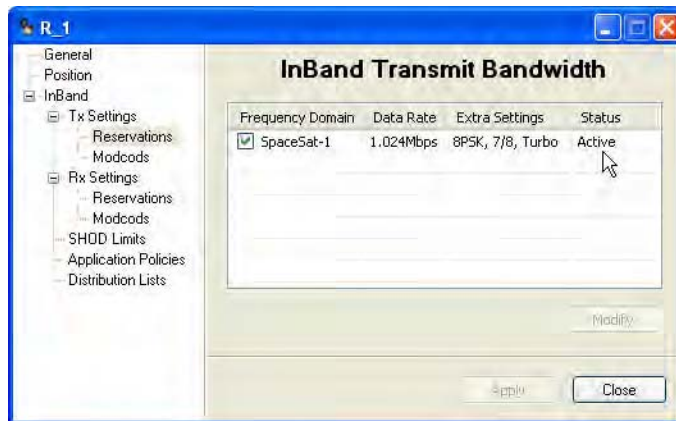 R_1
General
Position
InBand
Tx Settings
Reservations
Modcods
Rx Settings
Reservations
Modcods
SHOD Limits
Application Policies
Distribution Lists
InBand Transmit Bandwidth
Frequency Domain Data Rate Extra Settings Status
SpaceSat-1 1.024Mbps 8PSK, 7/8, Turbo Active
Modify
Apply Close